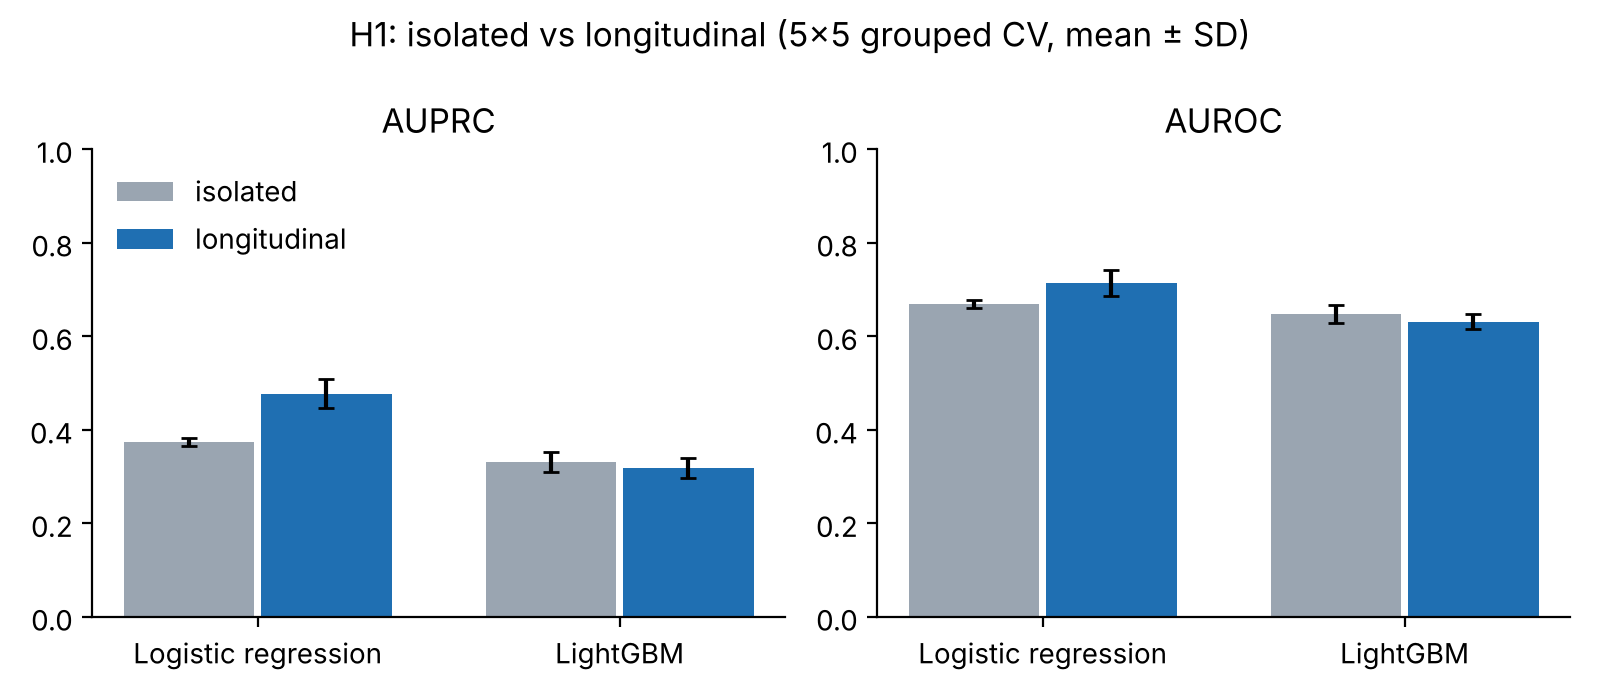 H1: isolated vs longitudinal (5×5 grouped CV, mean ± SD)
AUPRC
1.0
0.8
0.6
0.4
0.2
0.0
isolated
longitudinal
Logistic regression
LightGBM
AUROC
1.0
0.8
0.6
0.4
0.2
0.0
Logistic regression
LightGBM